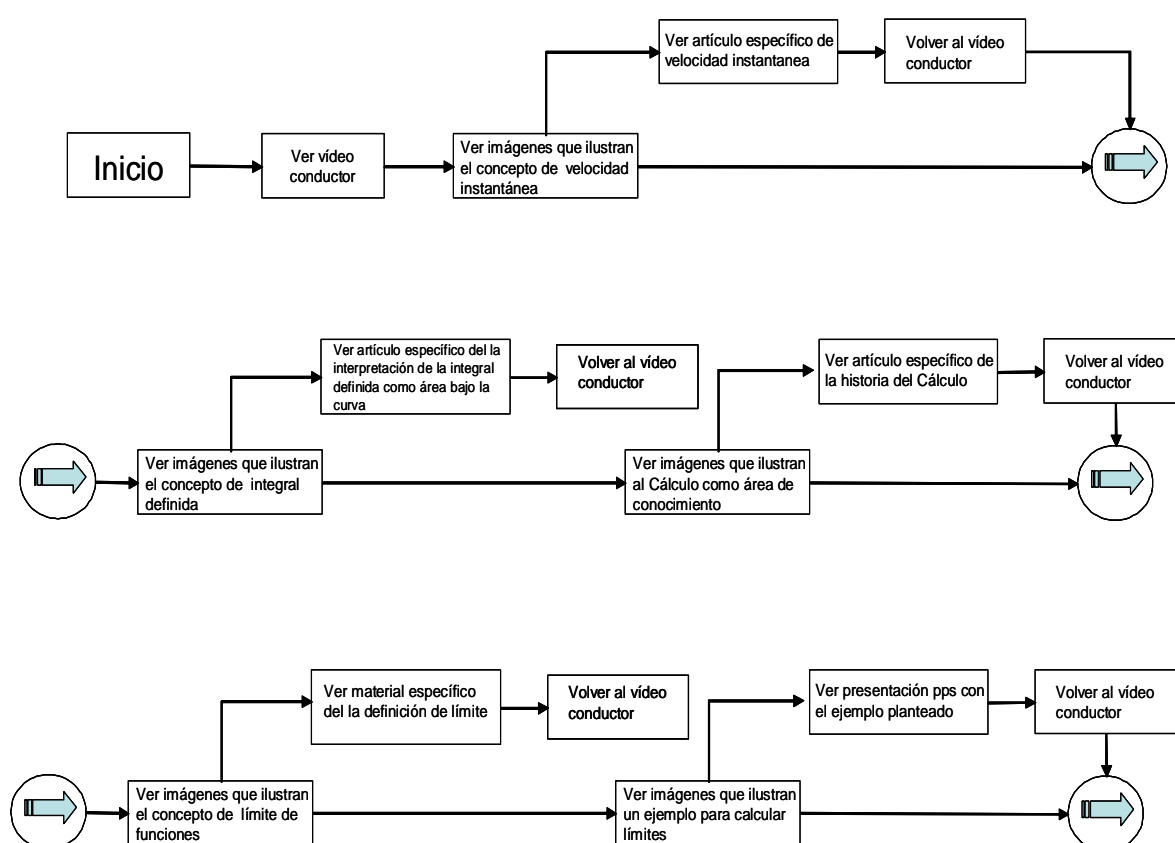 Ver artículo específico de
velocidad instantanea
Volver al vídeo
conductor
Inicio
Ver vídeo
conductor
Ver imágenes que ilustran
el concepto de velocidad
instantánea
Ver artículo específico del la
interpretación de la integral
definida como área bajo la
curva
Volver al vídeo
conductor
Ver artículo específico de
la historia del Cálculo
Volver al vídeo
conductor
Ver imágenes que ilustran
el concepto de integral
definida
Ver imágenes que ilustran
al Cálculo como área de
conocimiento
Ver material específico
del la definición de límite
Volver al vídeo
conductor
Ver presentación pps con
el ejemplo planteado
Volver al vídeo
conductor
Ver imágenes que ilustran
el concepto de límite de
funciones
Ver imágenes que ilustran
un ejemplo para calcular
límites